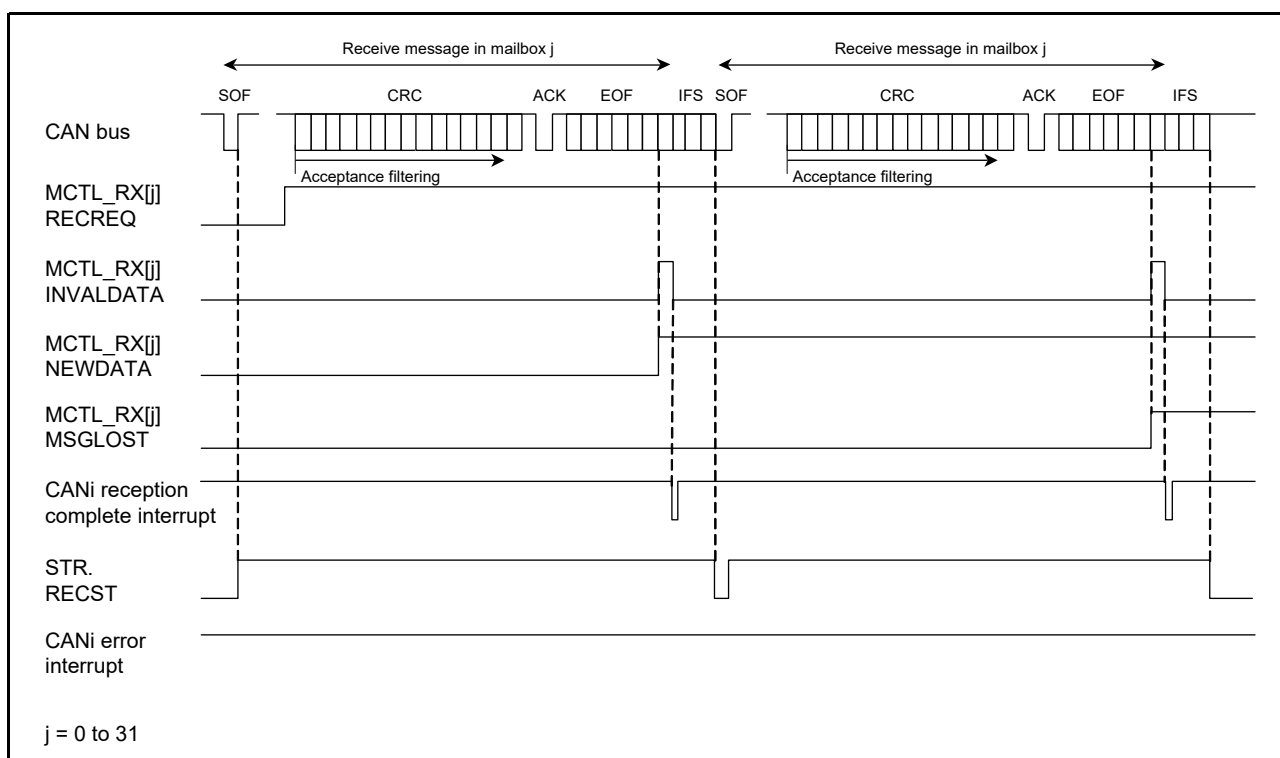 Receive message in mailbox j Receive message in mailbox j
SOF CRC ACK EOF IFS SOF CRC ACK EOF IFS
CAN bus
Acceptance filtering Acceptance filtering
MCTL_RX[j]
RECREQ
MCTL_RX[j]
INVALDATA
MCTL_RX[j]
NEWDATA
MCTL_RX[j]
MSGLOST
CANi reception
complete interrupt
STR.
RECST
CANi error
interrupt
j = 0 to 31